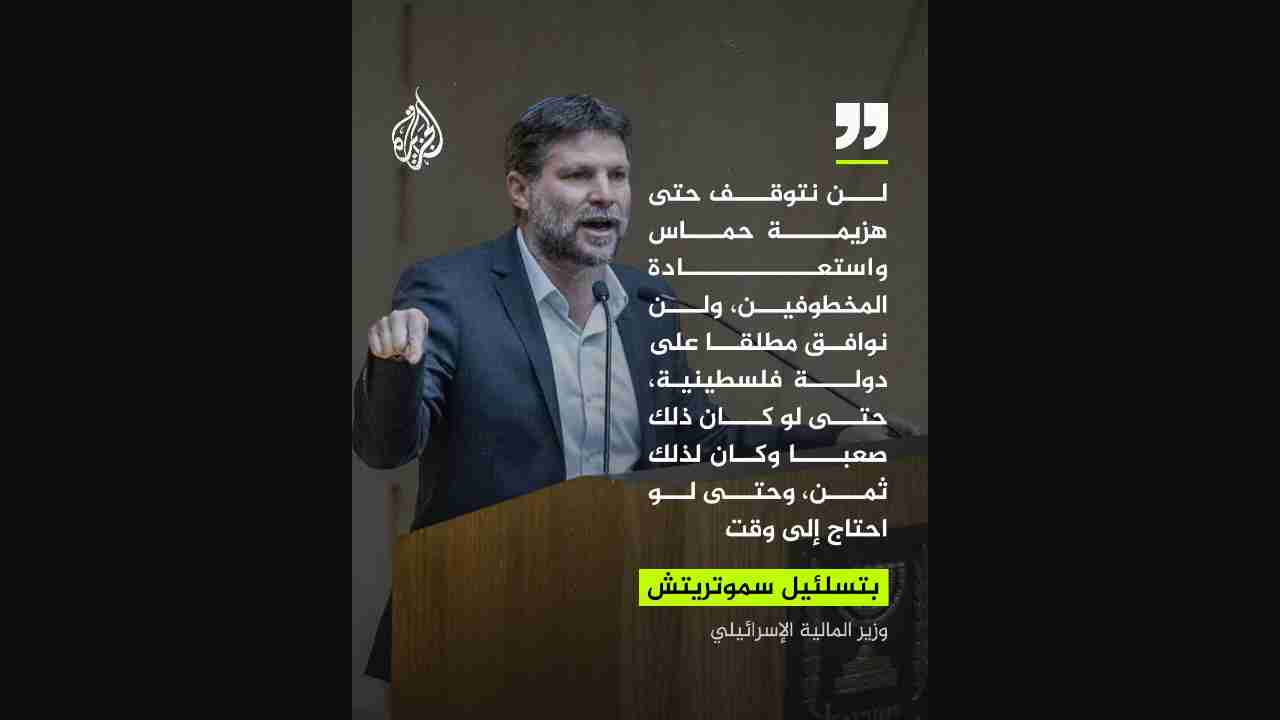 الجزيرة
لن نتوقف حتى
هزيمة حماس
واستعادة
المخطوفين، ولن
نوافق مطلقا على
دولة فلسطينية،
حتى لو كان ذلك
صعبا وكان لذلك
ثمن، وحتى لو
احتاج إلى وقت
بتسلئيل سموتريتش
وزير المالية الإسرائيلي